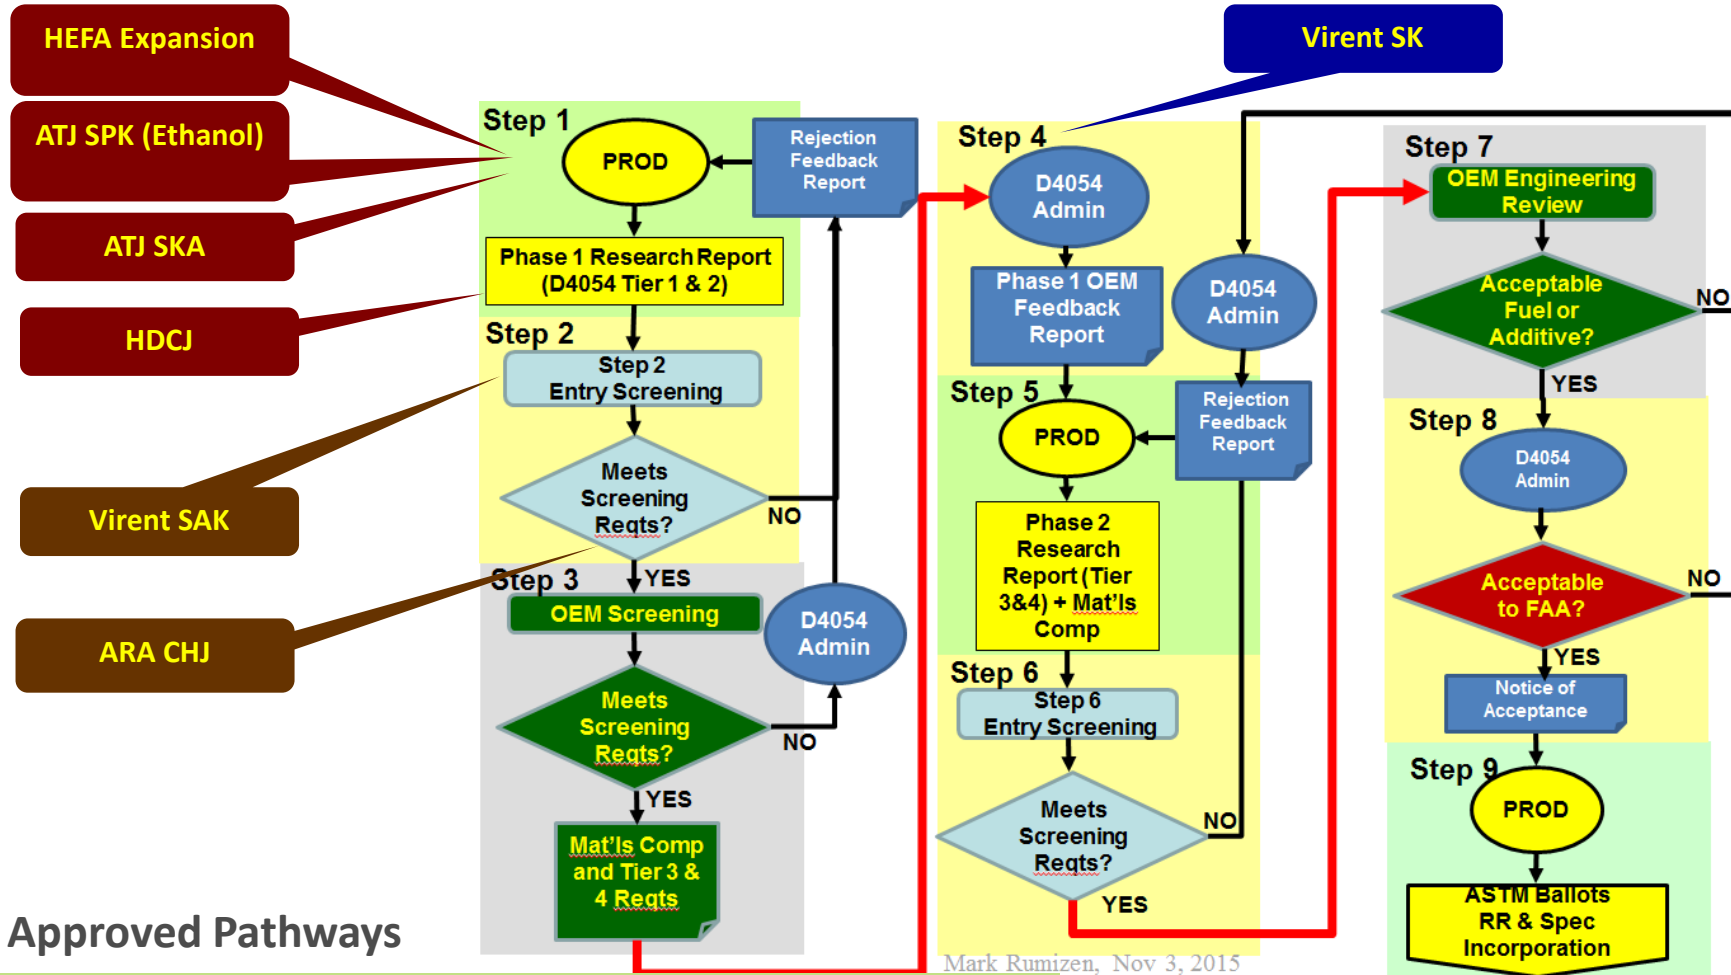 HEFA Expansion
ATJ SPK (Ethanol)
ATJ SKA
HDCJ
Virent SAK
ARA CHJ
Approved Pathways
Step 1
PROD
Rejection
Feedback
Report
Phase 1 Research Report
(D4054 Tier 1 & 2)
Step 2
Step 2
Entry Screening
Meets
Screening
Reqts?
NO
YES
Step 3
OEM Screening
D4054
Admin
Meets
Screening
Reqts?
NO
YES
Mat'ls Comp
and Tier 3 &
4 Reqts
Virent SK
Step 4
D4054
Admin
Phase 1 OEM
Feedback
Report
D4054
Admin
Step 5
PROD
Rejection
Feedback
Report
Phase 2
Research
Report (Tier
3&4) + Mat'ls
Comp
Step 6
Step 6
Entry Screening
Meets
Screening
Reqts?
NO
YES
Step 7
OEM Engineering
Review
Acceptable
Fuel or
Additive?
NO
YES
Step 8
D4054
Admin
Acceptable
to FAA?
NO
YES
Notice of
Acceptance
Step 9
PROD
ASTM Ballots
RR & Spec
Incorporation
Mark Rumizen, Nov 3, 2015